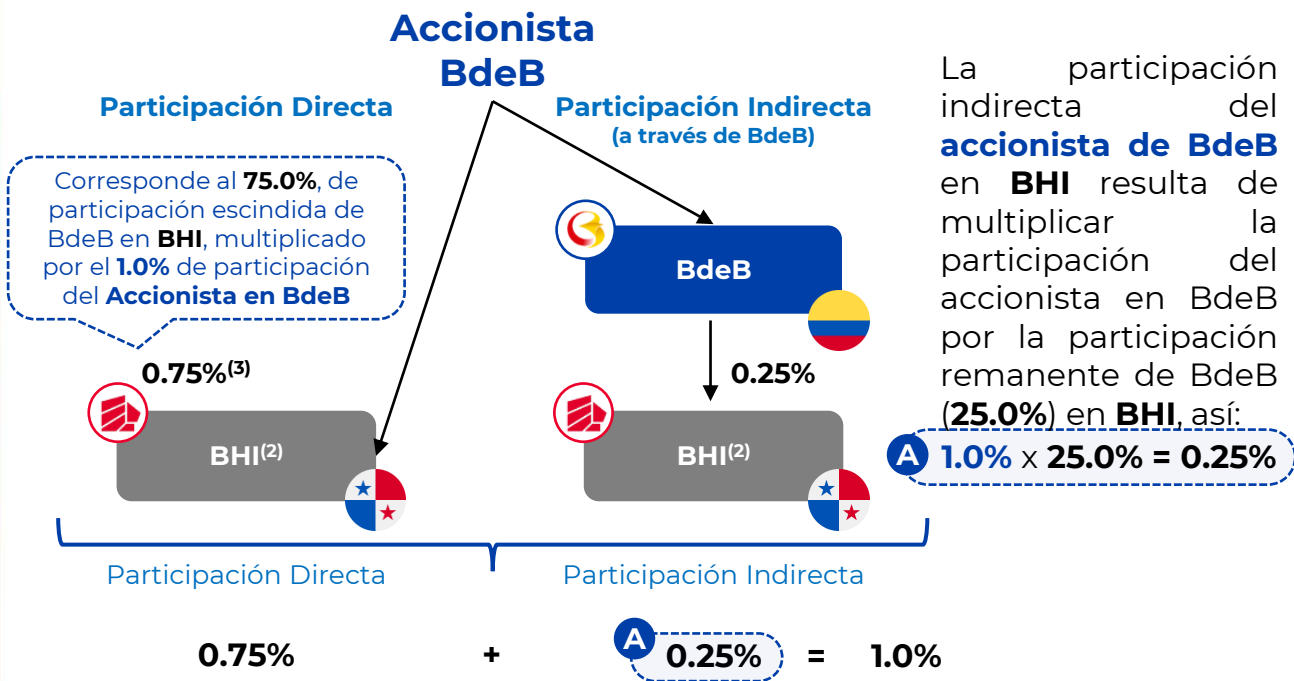 Accionista
BdeB
Participación Directa
Participación Indirecta
(a través de BdeB)
Corresponde al 75.0%, de
participación escindida de
BdeB en BHI, multiplicado
por el 1.0% de participación
del Accionista en BdeB
0.75%(3)
BHI(2)
BdeB
0.25%
BHI(2)
La participación
indirecta del
accionista de BdeB
en BHI resulta de
multiplicar la
participación del
accionista en BdeB
por la participación
remanente de BdeB
(25.0%) en BHI, así:
A 1.0% x 25.0% = 0.25%
Participación Directa
Participación Indirecta
0.75% + A 0.25% = 1.0%